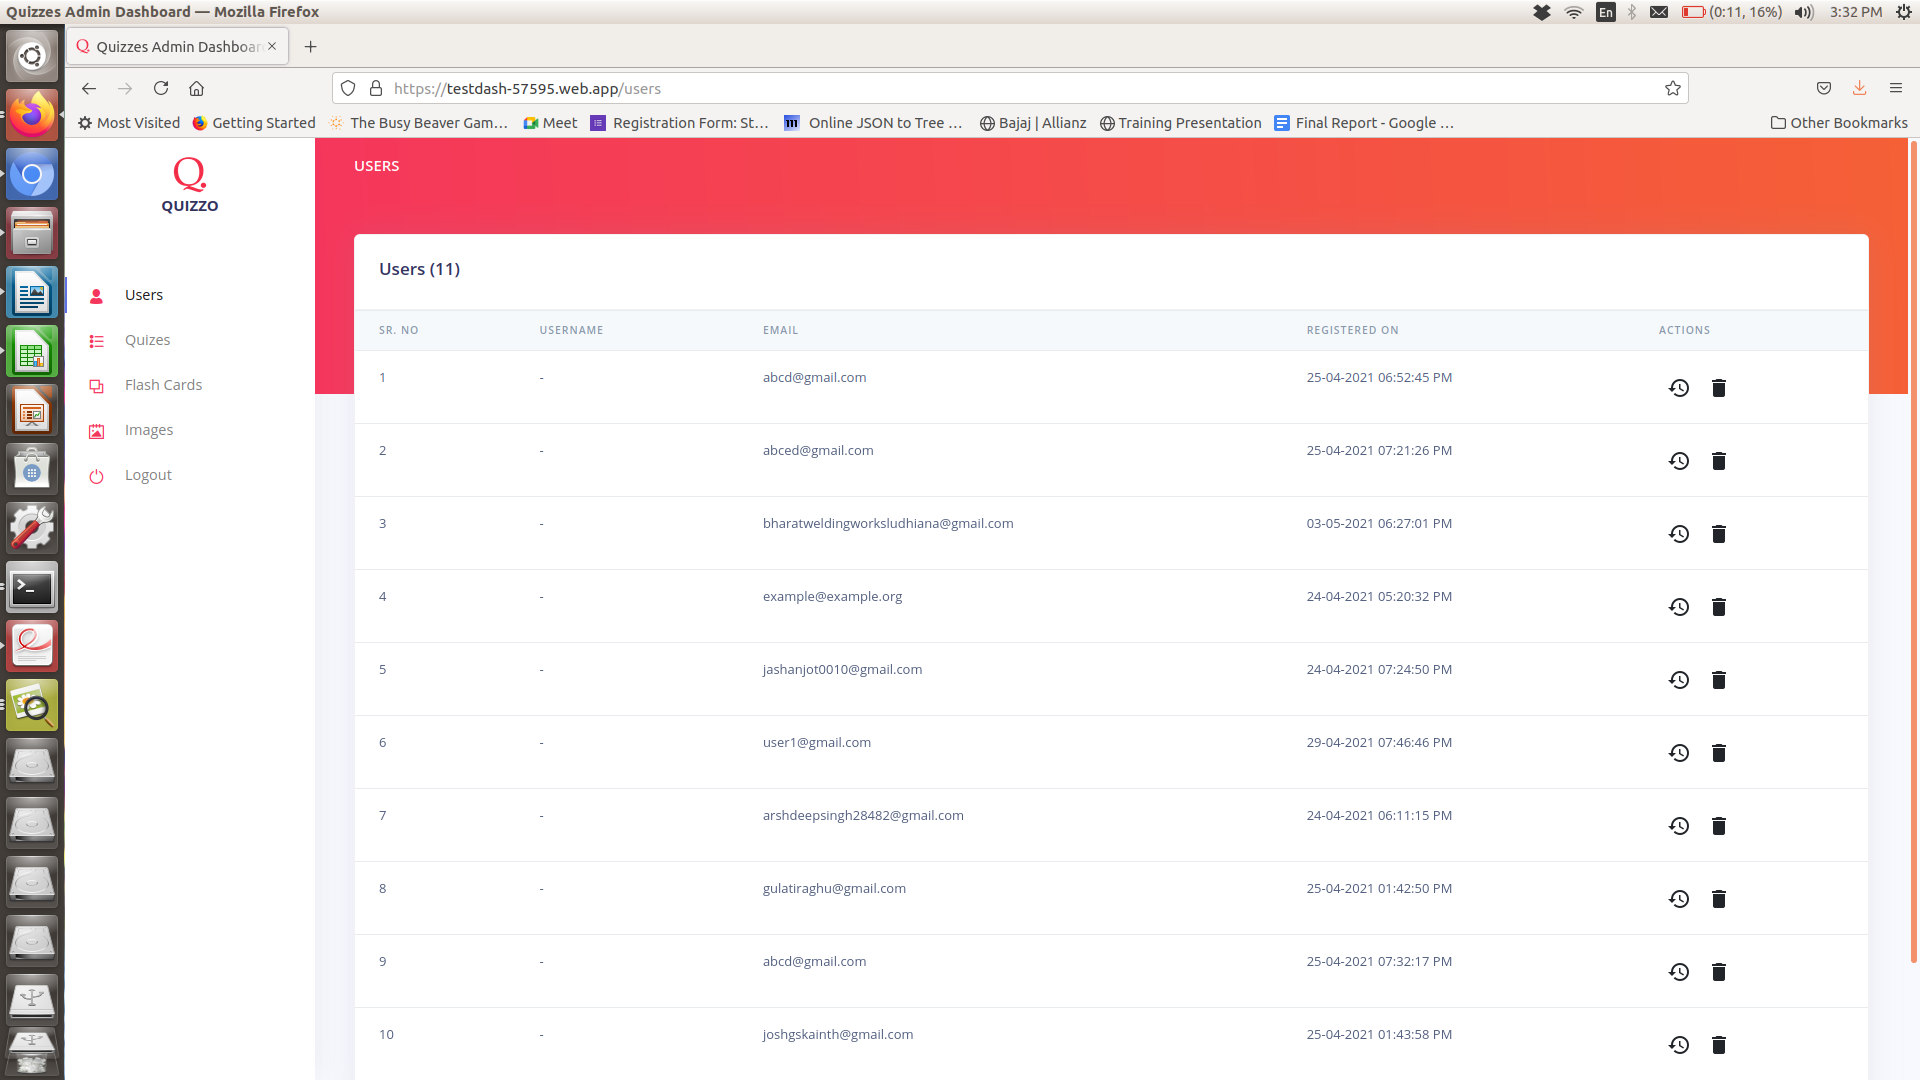 Quizzes Admin Dashboard — Mozilla Firefox
En
(0:11, 16%)
3:32 PM
Quizzes Admin Dashboar
https://testdash-57595.web.app/users
Most Visited
Getting Started
The Busy Beaver Gam...
Meet
Registration Form: St...
Online JSON to Tree ...
Bajaj | Allianz
Training Presentation
Final Report - Google ...
Other Bookmarks
Q
QUIZZO
Users
Quizes
Flash Cards
Images
Logout
USERS
Users (11)
SR. NO USERNAME EMAIL REGISTERED ON ACTIONS
1 - abcd@gmail.com 25-04-2021 06:52:45 PM
2 - abced@gmail.com 25-04-2021 07:21:26 PM
3 - bharatweldingworksludhiana@gmail.com 03-05-2021 06:27:01 PM
4 - example@example.org 24-04-2021 05:20:32 PM
5 - jashanjot0010@gmail.com 24-04-2021 07:24:50 PM
6 - user1@gmail.com 29-04-2021 07:46:46 PM
7 - arshdeepsingh28482@gmail.com 24-04-2021 06:11:15 PM
8 - gulatiraghu@gmail.com 25-04-2021 01:42:50 PM
9 - abcd@gmail.com 25-04-2021 07:32:17 PM
10 - joshgskainth@gmail.com 25-04-2021 01:43:58 PM